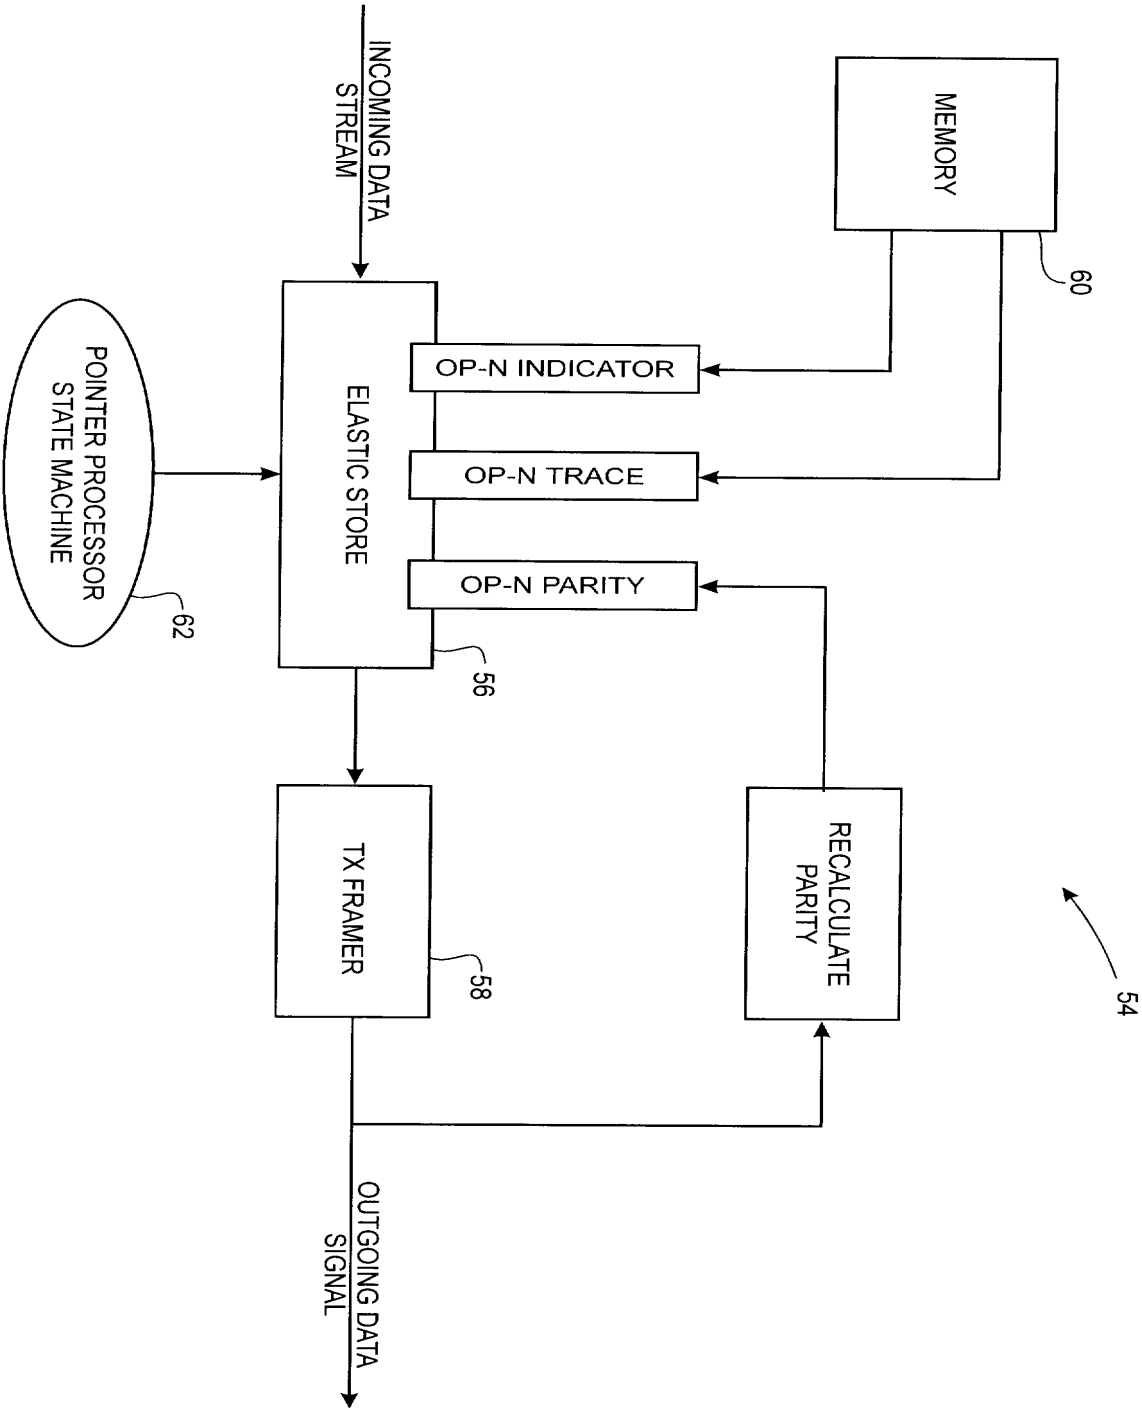 54
MEMORY
60
INCOMING DATA
STREAM
OP-N INDICATOR
OP-N TRACE
OP-N PARITY
ELASTIC STORE
56
POINTER PROCESSOR
STATE MACHINE
62
RECALCULATE
PARITY
TX FRAMER
58
OUTGOING DATA
SIGNAL